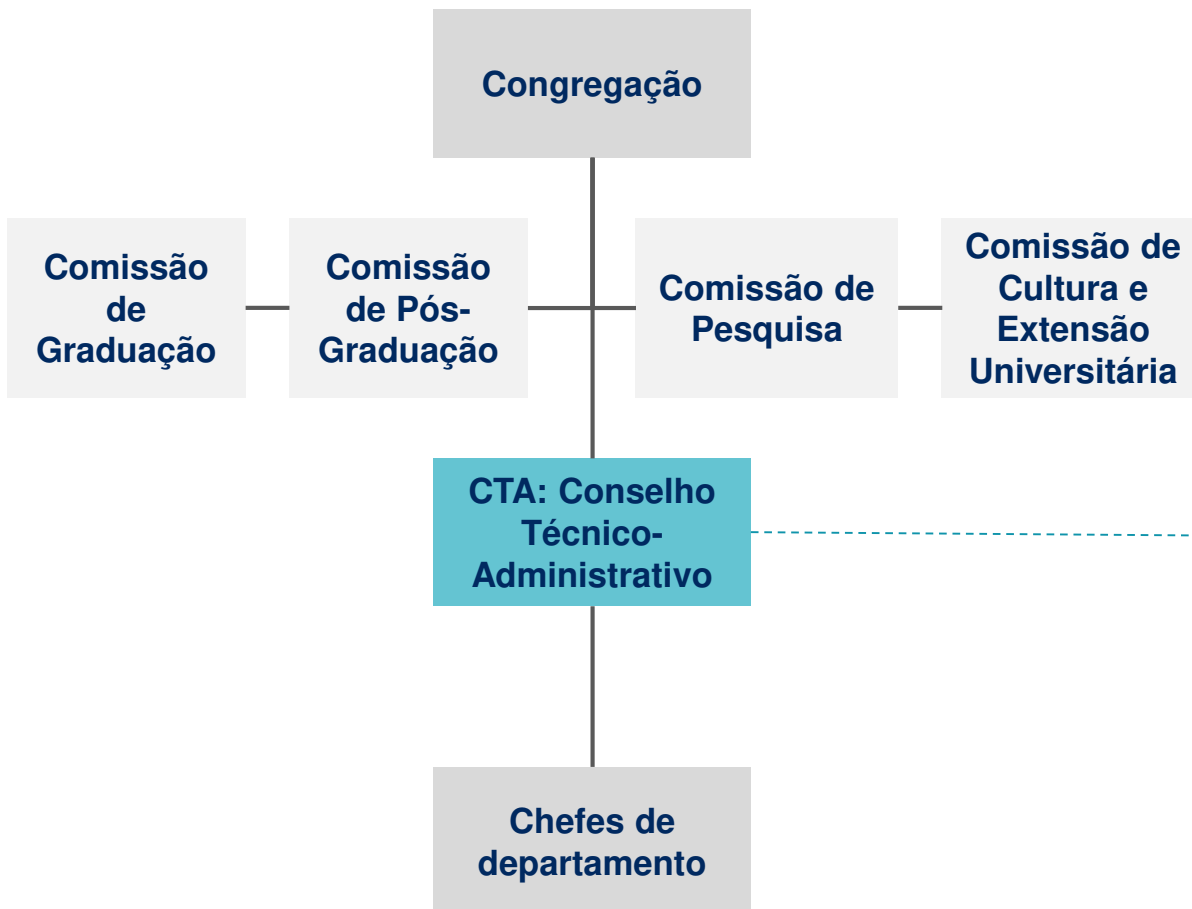 Congregação
Comissão
de
Graduação
Comissão
de Pós-
Graduação
Comissão de
Pesquisa
Comissão de
Cultura e
Extensão
Universitária
CTA: Conselho
Técnico-
Administrativo
Chefes de
departamento